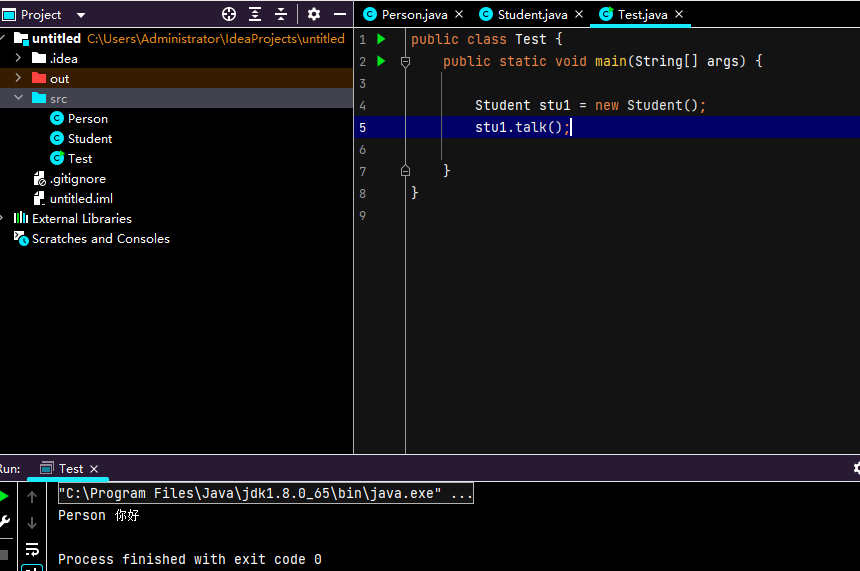 Project
Person.java
Student.java
Test.java
untitled C:\Users\Administrator\IdeaProjects\untitled
.idea
out
src
Person
Student
Test
.gitignore
untitled.iml
External Libraries
Scratches and Consoles
1 public class Test {
2 public static void main(String[] args) {
3
4 Student stu1 = new Student();
5 stu1.talk();
6
7 }
8 }
9
Run:
Test
"C:\Program Files\Java\jdk1.8.0_65\bin\java.exe" ...
Person 你好
Process finished with exit code 0